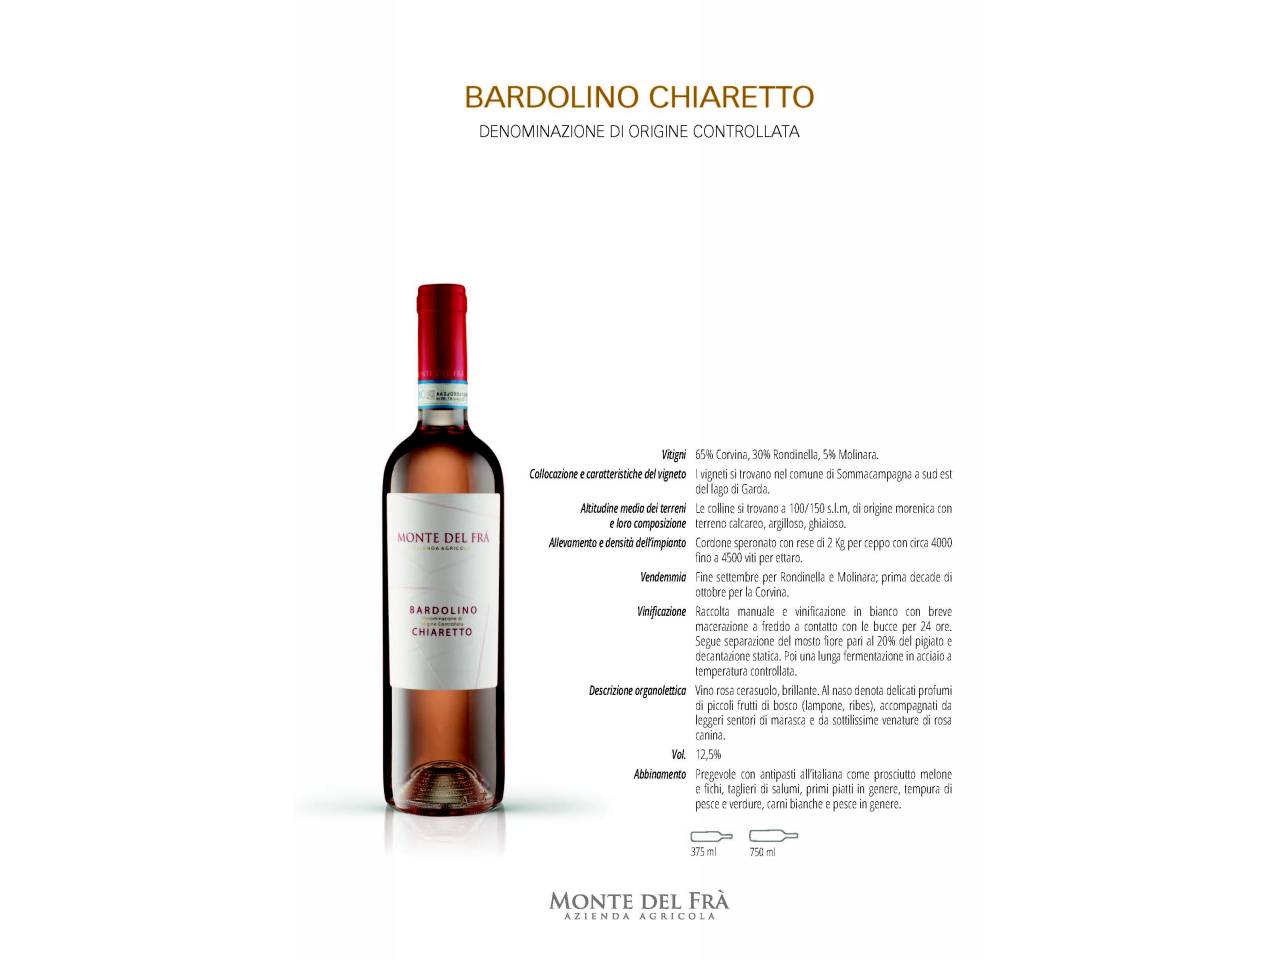 BARDOLINO CHIARETTO
DENOMINAZIONE DI ORIGINE CONTROLLATA
MONTE DEL FRÀ
MONTE DEL FRÀ
AZIENDA AGRICOLA
BARDOLINO
Denominazione di
Origine Controllata
CHIARETTO
Vitigni 65% Corvina, 30% Rondinella, 5% Molinara.
Collocazione e caratteristiche del vigneto I vigneti si trovano nel comune di Sommacampagna a sud est
del lago di Garda.
Altitudine media dei terreni Le colline si trovano a 100/150 s.l.m, di origine morenica con
e loro composizione terreno calcareo, argilloso, ghiaioso.
Allevamento e densità dell'impianto Cordone speronato con rese di 2 Kg per ceppo con circa 4000
fino a 4500 viti per ettaro.
Vendemmia Fine settembre per Rondinella e Molinara; prima decade di
ottobre per la Corvina.
Vinificazione Raccolta manuale e vinificazione in bianco con breve
macerazione a freddo a contatto con le bucce per 24 ore.
Segue separazione del mosto fiore pari al 20% del pigiato e
decantazione statica. Poi una lunga fermentazione in acciaio a
temperatura controllata.
Descrizione organolettica Vino rosa cerasuolo, brillante. Al naso denota delicati profumi
di piccoli frutti di bosco (lampone, ribes), accompagnati da
leggeri sentori di marasca e da sottilissime venature di rosa
canina.
Vol. 12,5%
Abbinamento Pregevole con antipasti all'italiana come prosciutto melone
e fichi, taglieri di salumi, primi piatti in genere, tempura di
pesce e verdure, carni bianche e pesce in genere.
375 ml 750 ml
MONTE DEL FRÀ
AZIENDA AGRICOLA